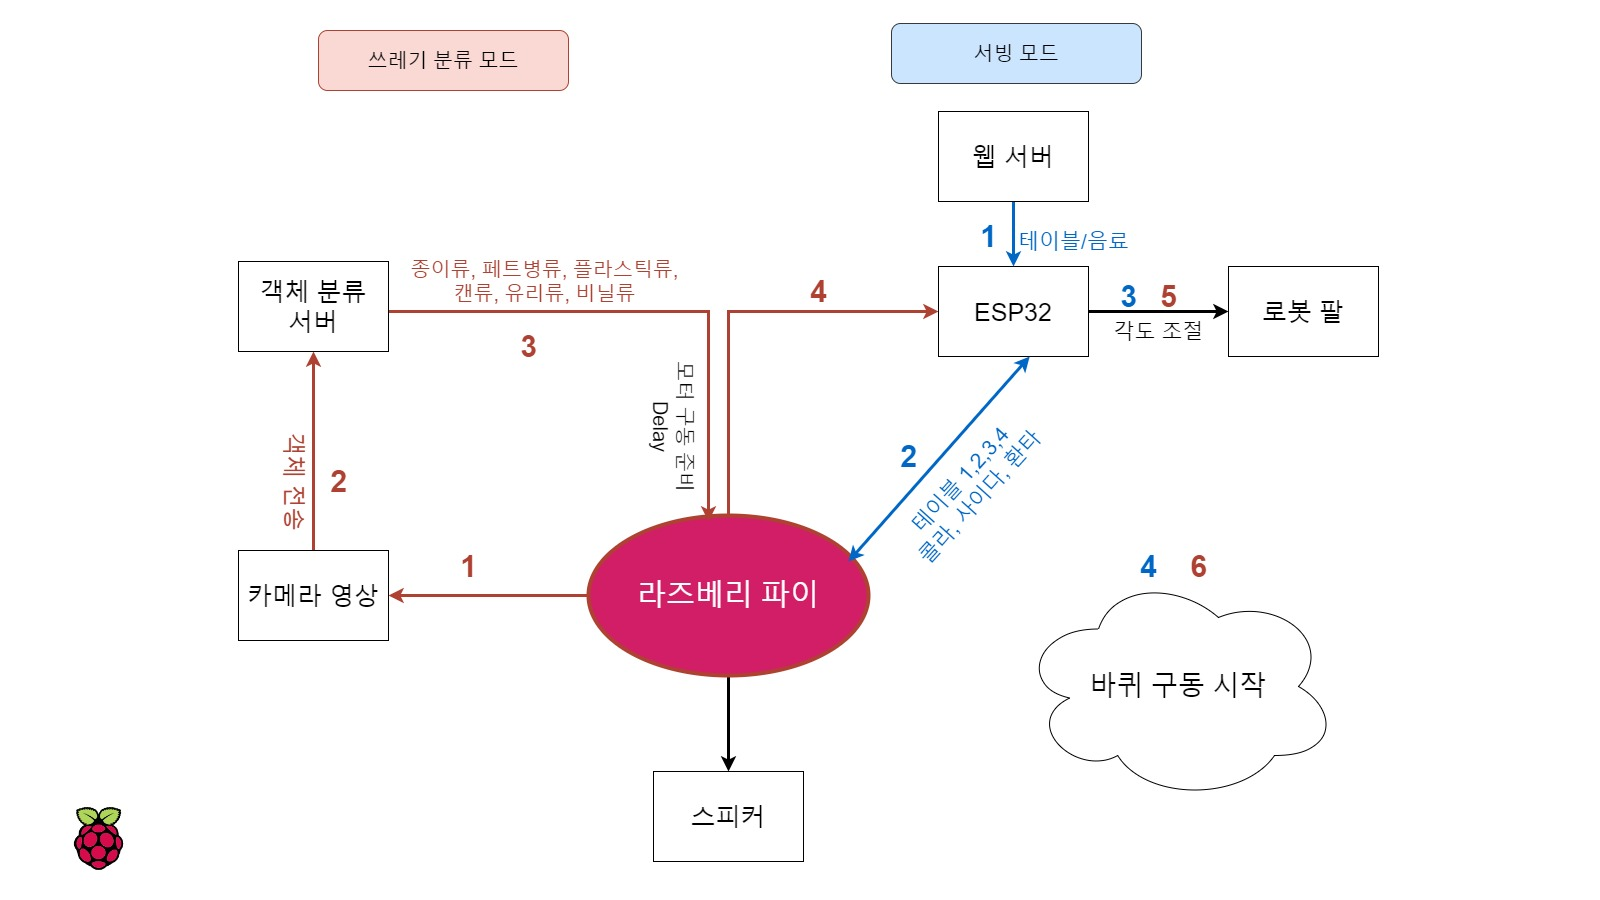 쓰레기 분류 모드
서빙 모드
웹 서버
1
테이블/음료
객체 분류
서버
종이류, 페트병류, 플라스틱류,
캔류, 유리류, 비닐류
3
4
ESP32
3 5
각도 조절
로봇 팔
모터 구동 준비
Delay
객체 전송
2
2
테이블 1,2,3,4
콜라, 사이다, 환타
카메라 영상
1
라즈베리 파이
4 6
바퀴 구동 시작
스피커